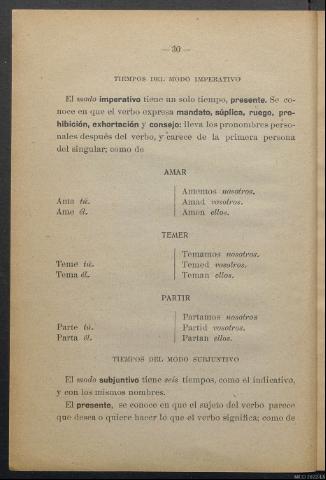 — 30 —
TIEMPOS DEL MODO IMPERATIVO
El modo imperativo tiene un solo tiempo, presente. Se co-
noce en que el verbo expresa mandato, súplica, ruego, pro-
hibición, exhortación y consejo: lleva los pronombres perso-
nales después del verbo, y carece de la primera persona
del singular; como de
AMAR
Amemos nosotros.
Ama tú. Amad vosotros.
Ame él. Amen ellos.
TEMER
Temamos nosotros.
Teme tú. Temed vosotros.
Tema él. Teman ellos.
PARTIR
Partamos nosotros
Parte tú. Partid vosotros.
Parta él. Partan ellos.
TIEMPOS DEL MODO SUBJUNTIVO
El modo subjuntivo tiene seis tiempos, como el indicativo,
y con los mismos nombres.
El presente, se conoce en que el sujeto del verbo parece
que desea o quiere hacer lo que el verbo significa; como de